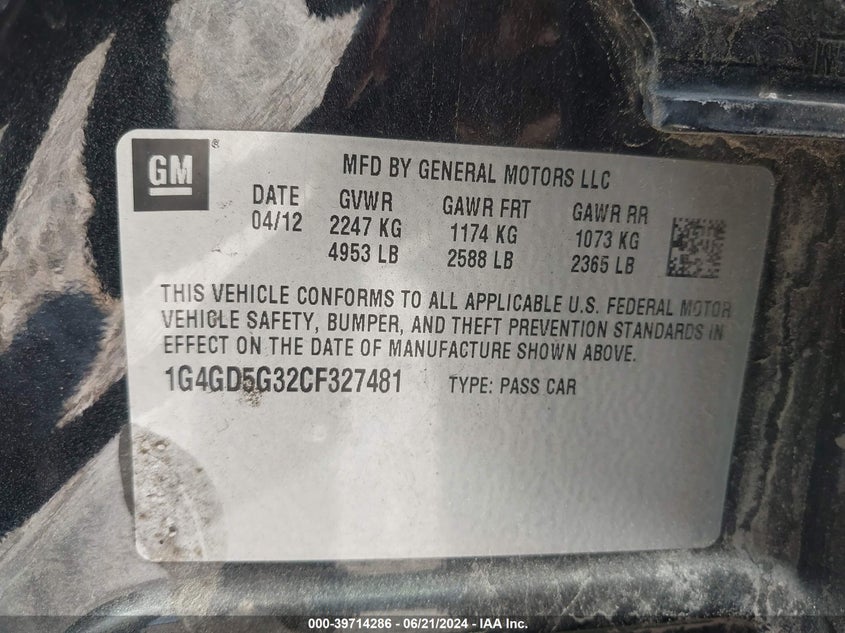 GM
MFD BY GENERAL MOTORS LLC
DATE GVWR GAWR FRT GAWR RR
04/12 2247 KG 1174 KG 1073 KG
4953 LB 2588 LB 2365 LB
THIS VEHICLE CONFORMS TO ALL APPLICABLE U.S. FEDERAL MOTOR
VEHICLE SAFETY, BUMPER, AND THEFT PREVENTION STANDARDS IN
EFFECT ON THE DATE OF MANUFACTURE SHOWN ABOVE.
1G4GD5G32CF327481 TYPE: PASS CAR
000-39714286 - 06/21/2024 - IAA Inc.